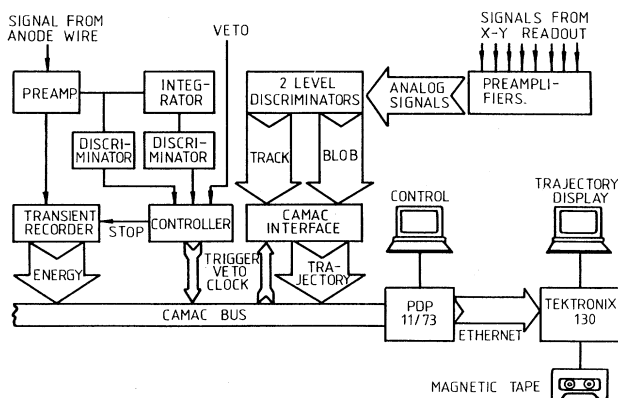 SIGNAL FROM
ANODE WIRE
VETO
SIGNALS FROM
X-Y READOUT
PREAMP
INTEG-
RATOR
2 LEVEL
DISCRIMINATORS
ANALOG
SIGNALS
PREAMPLI-
FIERS.
DISCRI-
MINATOR
DISCRI-
MINATOR
TRACK
BLOB
CONTROL
TRAJECTORY
DISPLAY
TRANSIENT
RECORDER
STOP
CONTROLLER
CAMAC
INTERFACE
ENERGY
TRIGGER
VETO
CLOCK
TRA-
JECTORY
CAMAC BUS
PDP
11/73
ETHERNET
TEKTRONIX
130
MAGNETIC TAPE